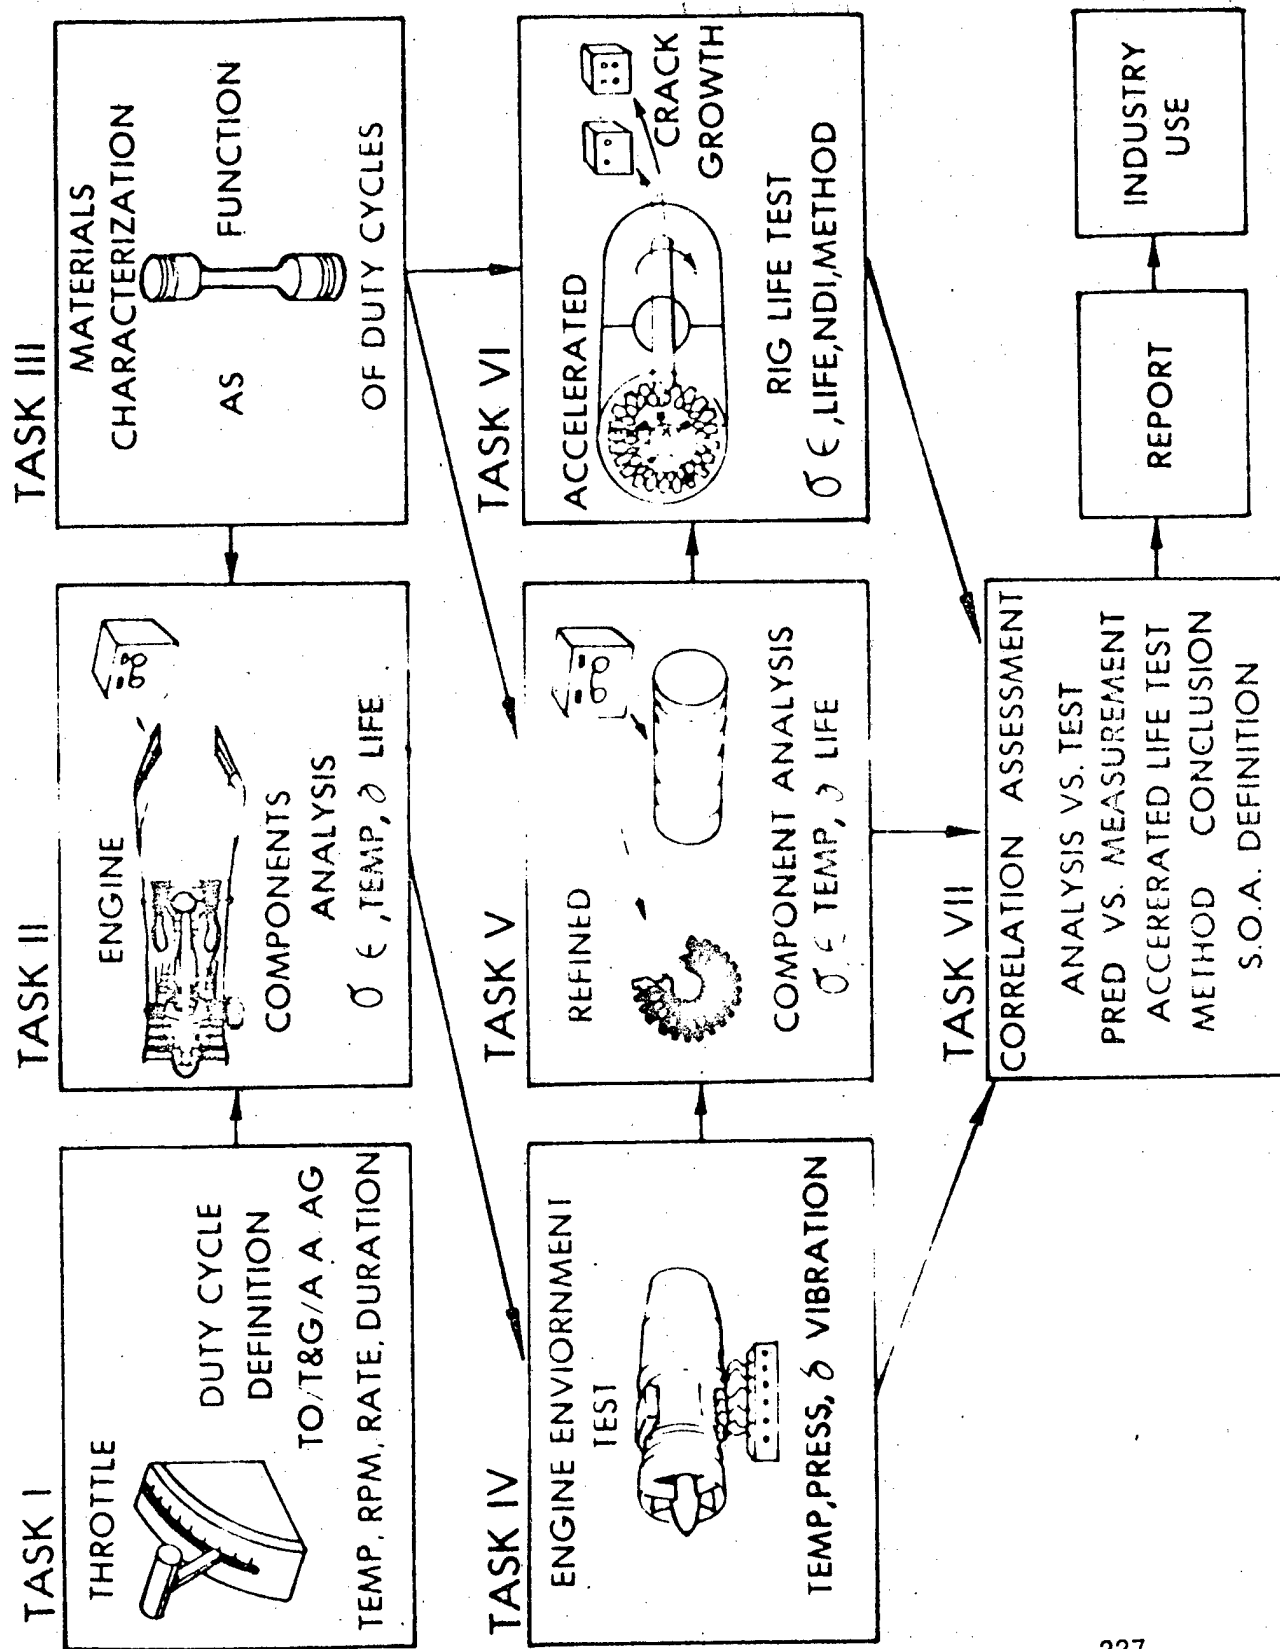 TASK I
THROTTLE
DUTY CYCLE
DEFINITION
TO/T&G/A A AG
TEMP, RPM, RATE, DURATION
TASK II
ENGINE
COMPONENTS
ANALYSIS
σ ϵ, TEMP, ∂ LIFE
TASK III
MATERIALS
CHARACTERIZATION
AS FUNCTION
OF DUTY CYCLES
TASK IV
ENGINE ENVIORNMENT
TEST
TEMP, PRESS, δ VIBRATION
TASK V
REFINED
COMPONENT ANALYSIS
σ ϵ TEMP, ∂ LIFE
TASK VI
ACCELERATED
CRACK
GROWTH
RIG LIFE TEST
σ ϵ, LIFE, NDI, METHOD
TASK VII
CORRELATION ASSESSMENT
ANALYSIS VS. TEST
PRED VS. MEASUREMENT
ACCERERATED LIFE TEST
METHOD CONCLUSION
S.O.A. DEFINITION
REPORT
INDUSTRY
USE